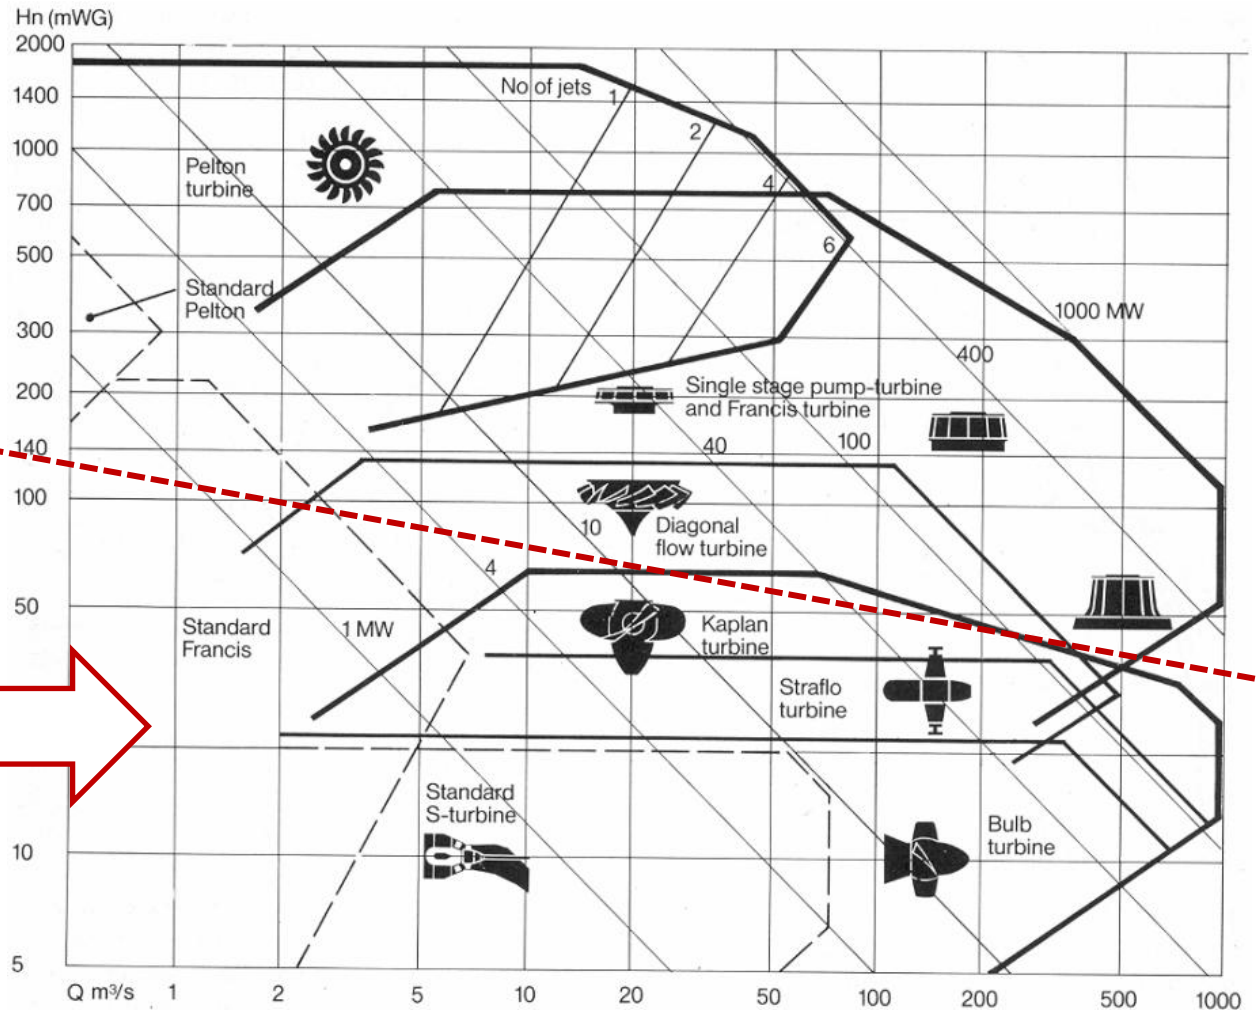 Hn (mWG)
2000
1400
1000
700
500
300
200
140
100
50
10
5
No of jets
1
2
4
6
Pelton
turbine
Standard
Pelton
1000 MW
400
Single stage pump-turbine
and Francis turbine
40
100
10
Diagonal
flow turbine
4
Standard
Francis
1 MW
Kaplan
turbine
Straflo
turbine
Standard
S-turbine
Bulb
turbine
Q m³/s
1
2
5
10
20
50
100
200
500
1000